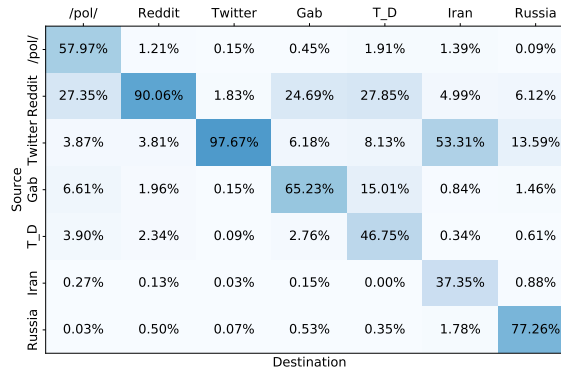 /pol/ Reddit Twitter Gab T_D Iran Russia
/pol/ 57.97% 1.21% 0.15% 0.45% 1.91% 1.39% 0.09%
Reddit 27.35% 90.06% 1.83% 24.69% 27.85% 4.99% 6.12%
Twitter 3.87% 3.81% 97.67% 6.18% 8.13% 53.31% 13.59%
Source
Gab 6.61% 1.96% 0.15% 65.23% 15.01% 0.84% 1.46%
T_D 3.90% 2.34% 0.09% 2.76% 46.75% 0.34% 0.61%
Iran 0.27% 0.13% 0.03% 0.15% 0.00% 37.35% 0.88%
Russia 0.03% 0.50% 0.07% 0.53% 0.35% 1.78% 77.26%
Destination